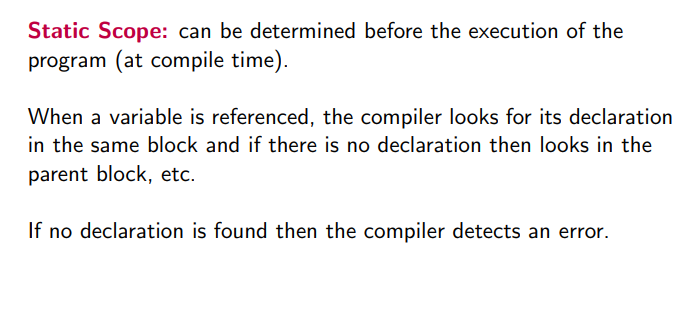 Static Scope: can be determined before the execution of the
program (at compile time).
When a variable is referenced, the compiler looks for its declaration
in the same block and if there is no declaration then looks in the
parent block, etc.
If no declaration is found then the compiler detects an error.